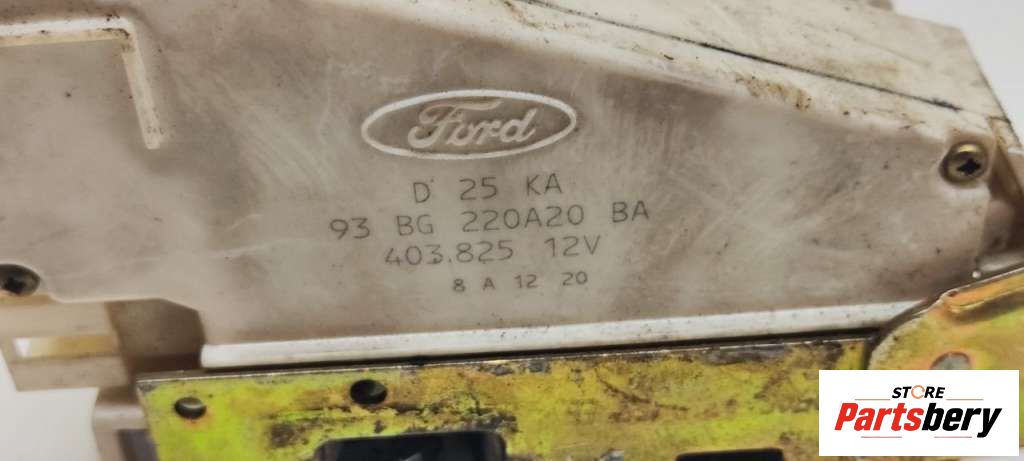 Ford
D 25 KA
93 BG 220A20 BA
403.825 12V
8 A 12 20
STORE
Partsbery